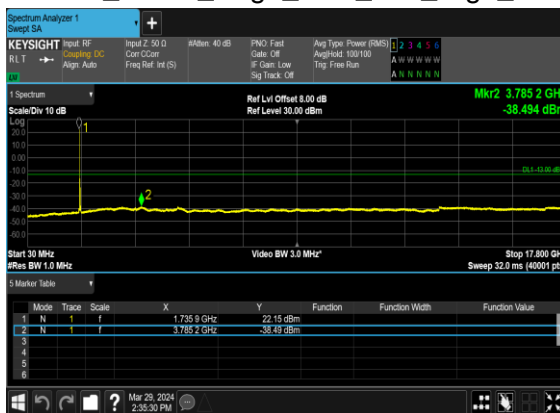 Spectrum Analyzer 1
Swept SA
+
KEYSIGHT
RLT
LU
Input: RF
Coupling: DC
Align: Auto
Input Z: 50 Ω
Corr CCorr
Freq Ref: Int (S)
#Atten: 40 dB
PNO: Fast
Gate: Off
IF Gain: Low
Sig Track: Off
Avg Type: Power (RMS)
Avg|Hold: 100/100
Trig: Free Run
1 2 3 4 5 6
A W W W W W
A N N N N N
1 Spectrum
Scale/Div 10 dB
Log
Ref Lvl Offset 8.00 dB
Ref Level 30.00 dBm
Mkr2 3.785 2 GH
-38.494 dBr
20.0
10.0
0.00
-10.0
-20.0
-30.0
-40.0
-50.0
-60.0
1
2
DL1 -13.00 dB
Start 30 MHz
#Res BW 1.0 MHz
Video BW 3.0 MHz*
Stop 17.800 G
Sweep 32.0 ms (40001 pt
5 Marker Table
Mode Trace Scale X Y Function Function Width Function Value
1 N 1 f 1.735 9 GHz 22.15 dBm
2 N 1 f 3.785 2 GHz -38.49 dBm
3
4
5
6
?
Mar 29, 2024
2:35:30 PM